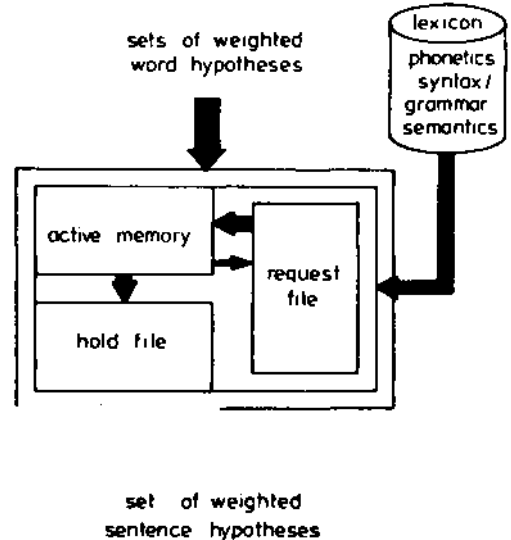 sets of weighted
word hypotheses
lexicon
phonetics
syntax/
grammar
semantics
active memory
request
file
hold file
set of weighted
sentence hypotheses